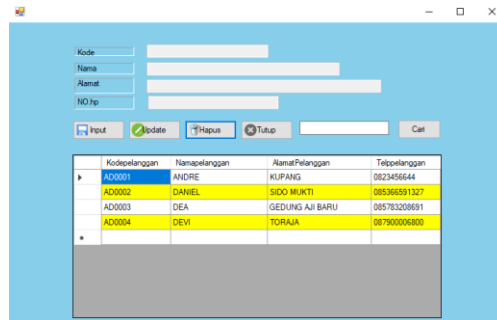 Kode
Nama
Alamat
NO.hp
Input Update Hapus Tutup Cari
Kodepelanggan Namapelanggan AlamatPelanggan Telppelanggan
AD0001 ANDRE KUPANG 0823456644
AD0002 DANIEL SIDO MUKTI 085366591327
AD0003 DEA GEDUNG AJI BARU 085783208691
AD0004 DEVI TORAJA 087900006800